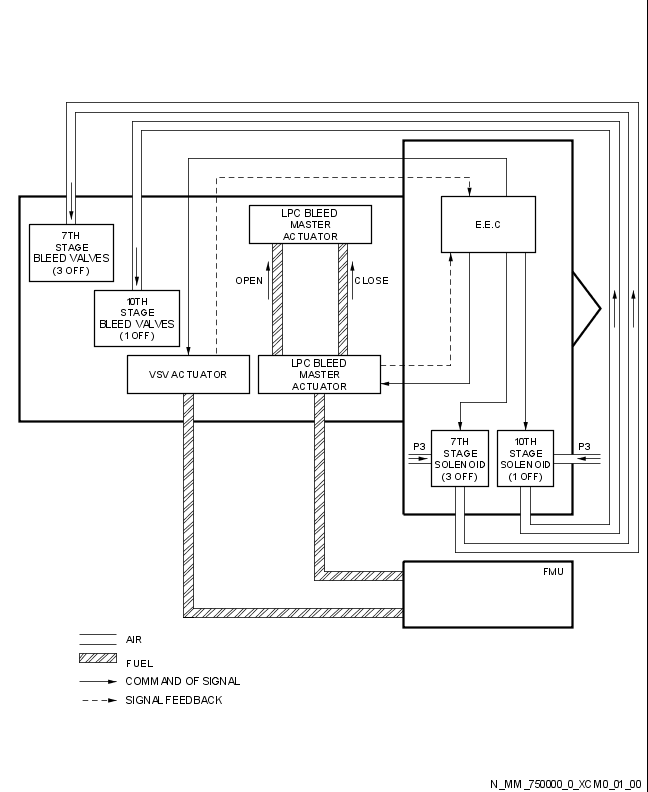 LPC BLEED
MASTER
ACTUATOR
E.E.C
7TH
STAGE
BLEED VALVES
(3 OFF)
OPEN
CLOSE
10TH
STAGE
BLEED VALVES
(1 OFF)
VSV ACTUATOR
LPC BLEED
MASTER
ACTUATOR
P3
7TH
STAGE
SOLENOID
(3 OFF)
10TH
STAGE
SOLENOID
(1 OFF)
P3
FMU
AIR
FUEL
COMMAND OF SIGNAL
SIGNAL FEEDBACK
N_MM_750000_0_XCM0_01_00